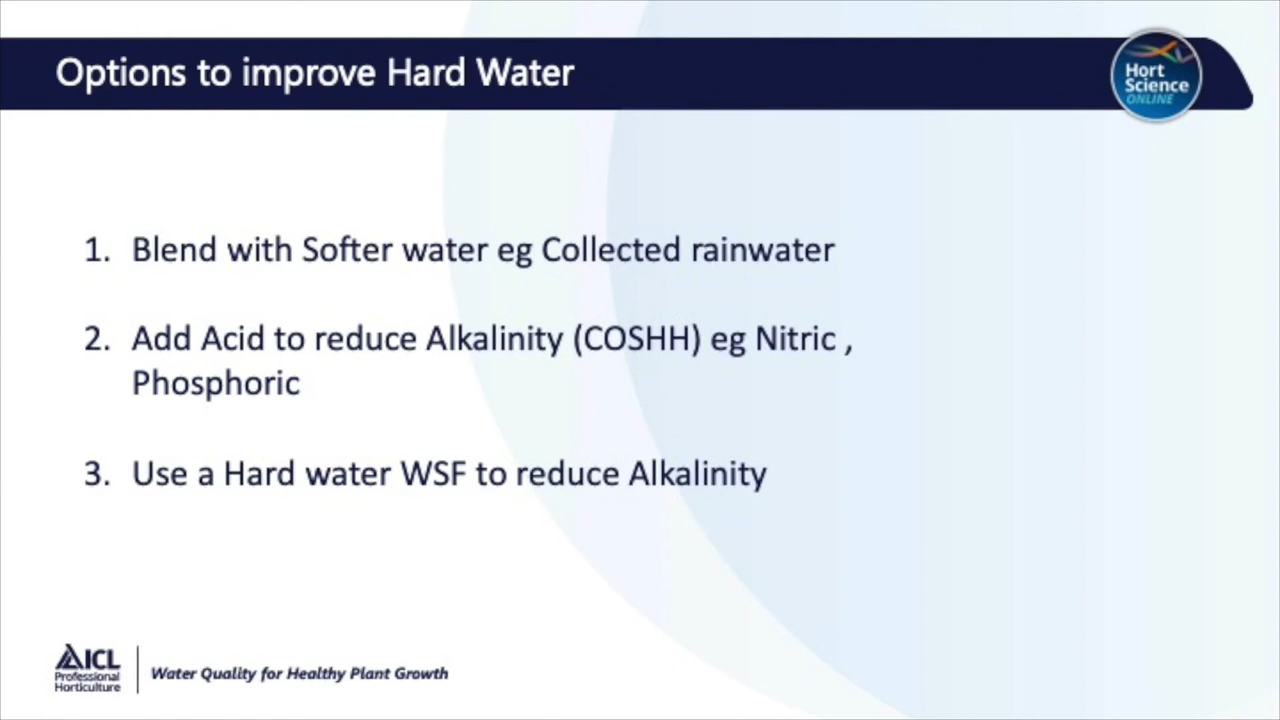 Options to improve Hard Water
Hort
Science
ONLINE
1. Blend with Softer water eg Collected rainwater
2. Add Acid to reduce Alkalinity (COSHH) eg Nitric ,
Phosphoric
3. Use a Hard water WSF to reduce Alkalinity
ICL
Professional
Horticulture
Water Quality for Healthy Plant Growth